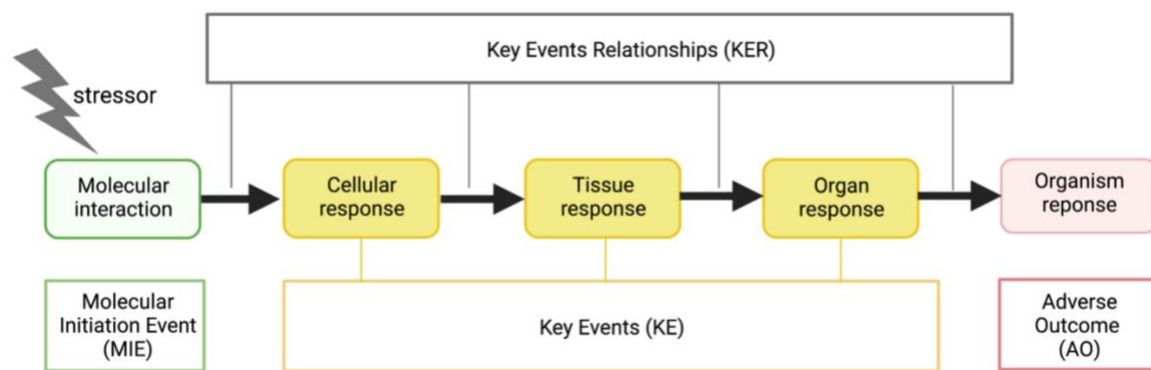 Key Events Relationships (KER)
stressor
Molecular
interaction
Cellular
response
Tissue
response
Organ
response
Organism
reponse
Molecular
Initiation Event
(MIE)
Key Events (KE)
Adverse
Outcome
(AO)